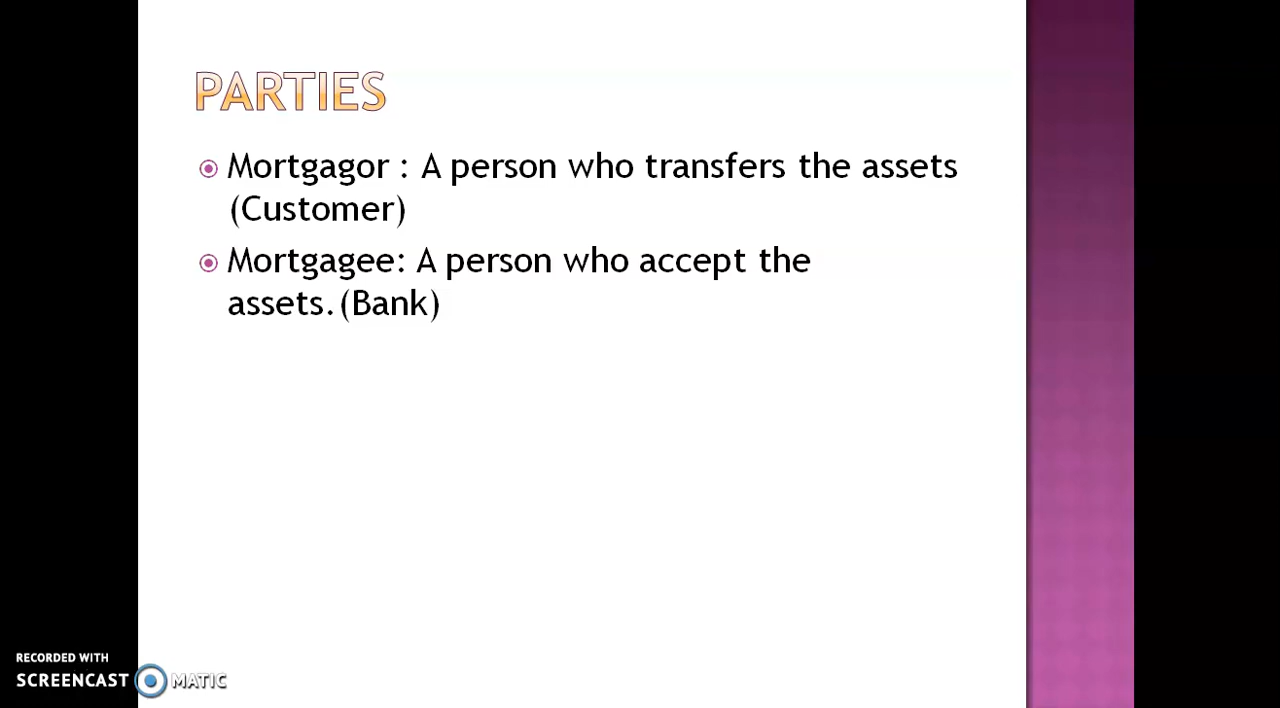 PARTIES
Mortgagor : A person who transfers the assets
(Customer)
Mortgagee: A person who accept the
assets.(Bank)
RECORDED WITH
SCREENCAST MATIC